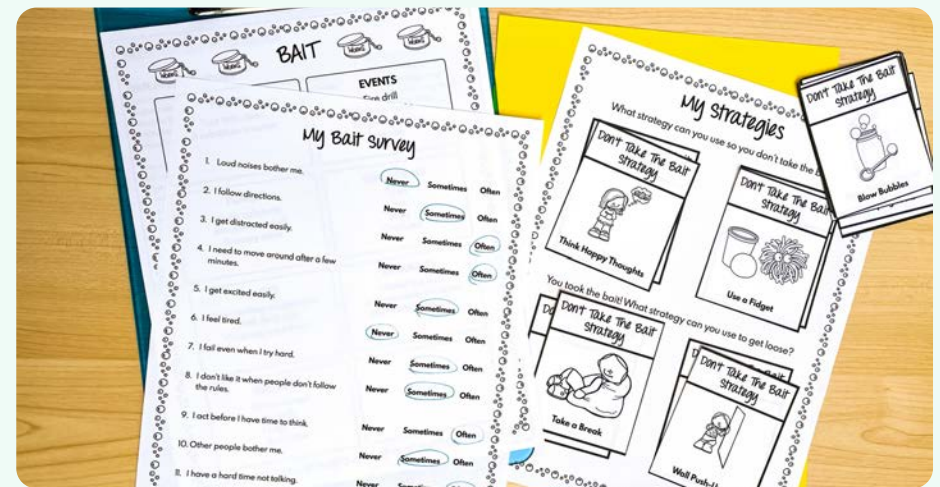 WORMS
WORMS
BAIT
WORMS
WORMS
EVENTS
Fire drill
My Bait Survey
1. Loud noises bother me.
Never Sometimes Often
2. I follow directions.
Never Sometimes Often
3. I get distracted easily.
Never Sometimes Often
4. I need to move around after a few
minutes.
Never Sometimes Often
5. I get excited easily.
Never Sometimes Often
6. I feel tired.
Never Sometimes Often
7. I fail even when I try hard.
Never Sometimes Often
8. I don't like it when people don't follow
the rules.
Never Sometimes Often
9. I act before I have time to think.
Never Sometimes Often
10. Other people bother me.
Never Sometimes Often
11. I have a hard time not talking.
Never
My Strategies
What strategy can you use so you don't take the
Don't Take The Bait
Strategy
Think Happy Thoughts
Don't Take The Bait
Strategy
Use a Fidget
You took the bait! What strategy can you use to get loose?
Don't Take The Bait
Strategy
Take a Break
Don't Take The Bait
Strategy
Wall
Don't Take The Bait
Strategy
Blow Bubbles